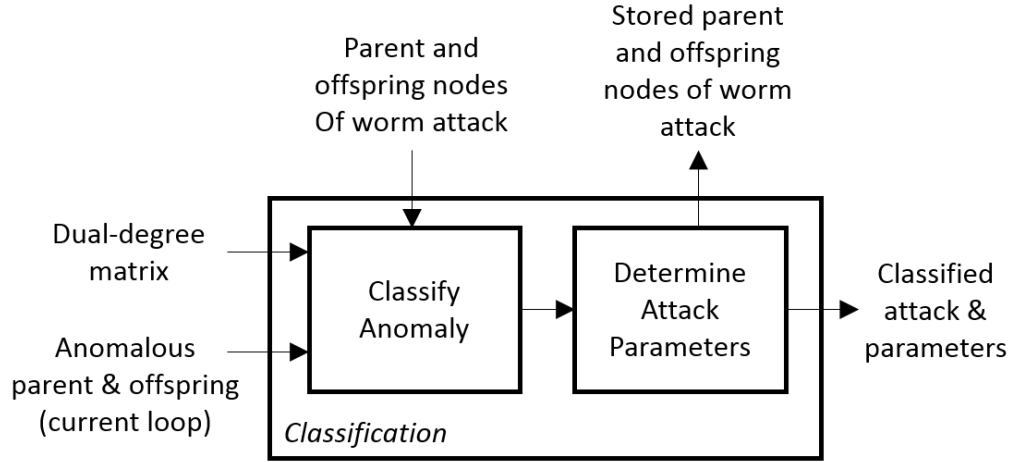 Parent and
offspring nodes
Of worm attack
Stored parent
and offspring
nodes of worm
attack
Dual-degree
matrix
Anomalous
parent & offspring
(current loop)
Classify
Anomaly
Determine
Attack
Parameters
Classified
attack &
parameters
Classification